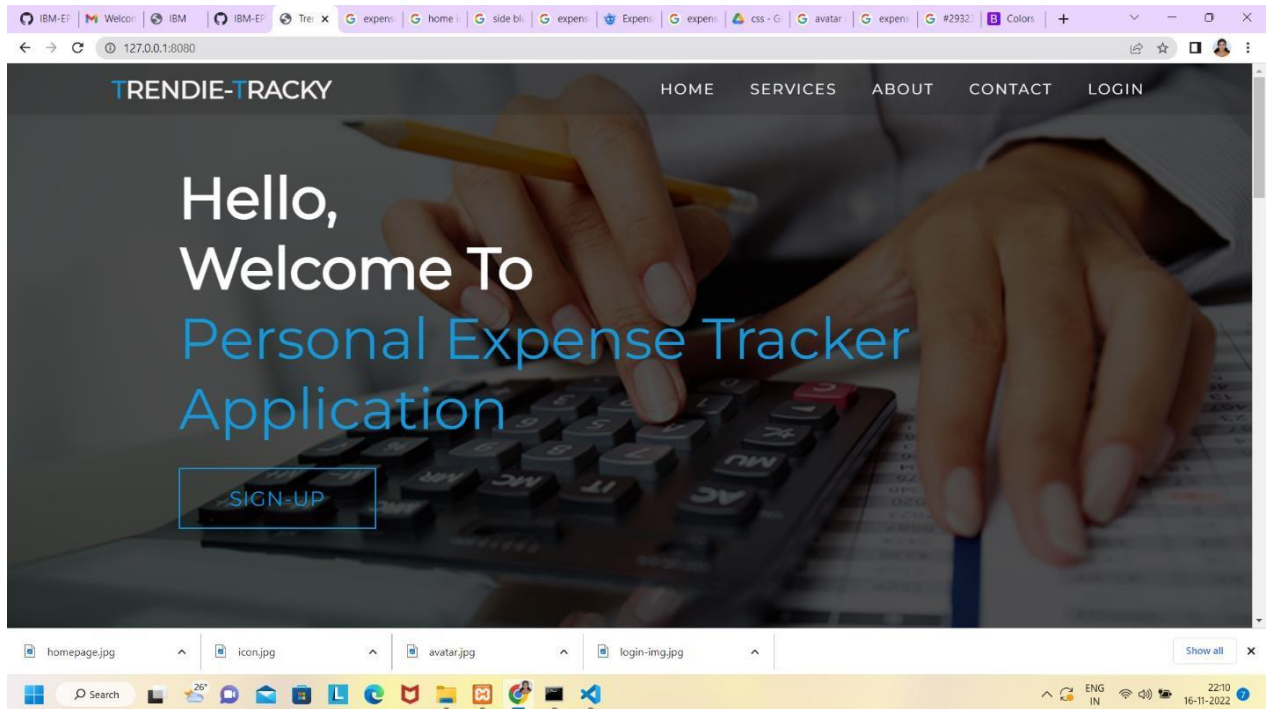 IBM-EP
Welcon
IBM
IBM-EP
Tre
expens
home i
side bl
expens
Expens
expens
css - G
avatar
expens
Colors
127.0.0.1:8080
TRENDIE-TRACKY
HOME SERVICES ABOUT CONTACT LOGIN
Hello,
Welcome To
Personal Expense Tracker
Application
SIGN-UP
homepage.jpg
icon.jpg
avatar.jpg
login-img.jpg
Show all
26°
Search
ENG
IN
22:10
16-11-2022
7